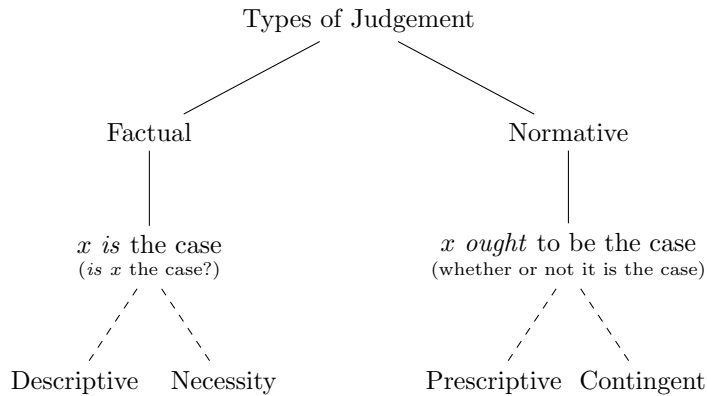 Types of Judgement
Factual
Normative
x is the case
(is x the case?)
x ought to be the case
(whether or not it is the case)
Descriptive
Necessity
Prescriptive
Contingent